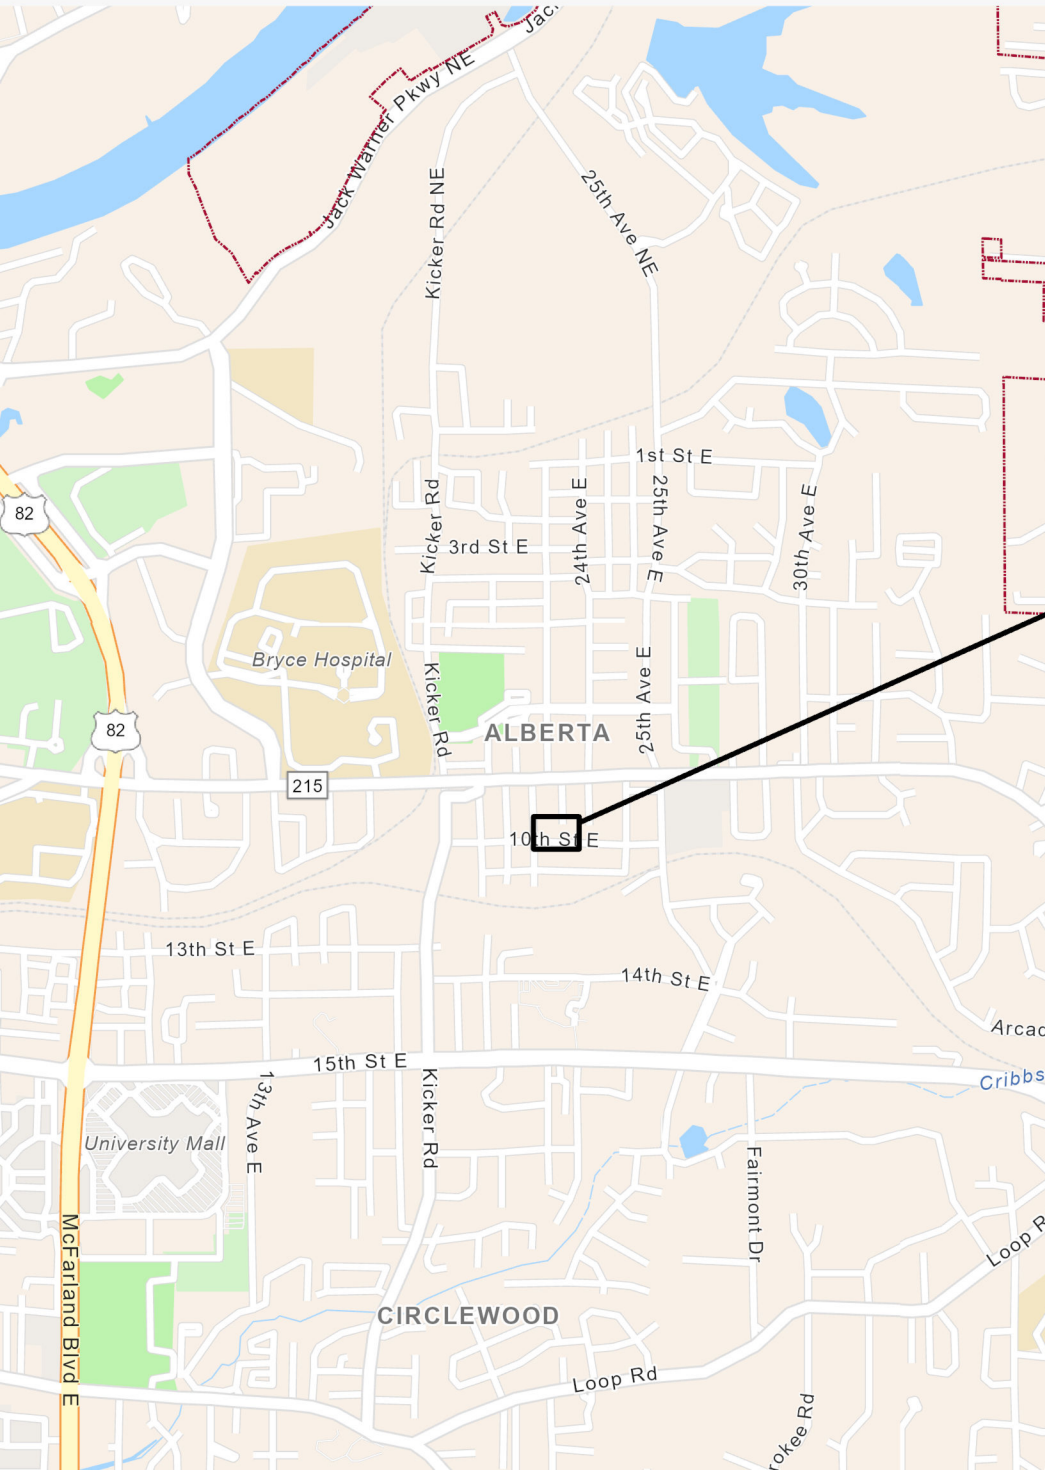 Jack
Jack Warner Pkwy NE
Kicker Rd NE
25th Ave NE
1st St E
82
Kicker Rd
24th Ave E
25th Ave E
30th Ave E
3rd St E
Bryce Hospital
Kicker Rd
25th Ave E
82
ALBERTA
215
10th St E
13th St E
14th St E
Arcad
15th St E
Cribbs
13th Ave E
Kicker Rd
University Mall
Fairmont Dr
McFarland Blvd E
Loop R
CIRCLEWOOD
Loop Rd
rokee Rd